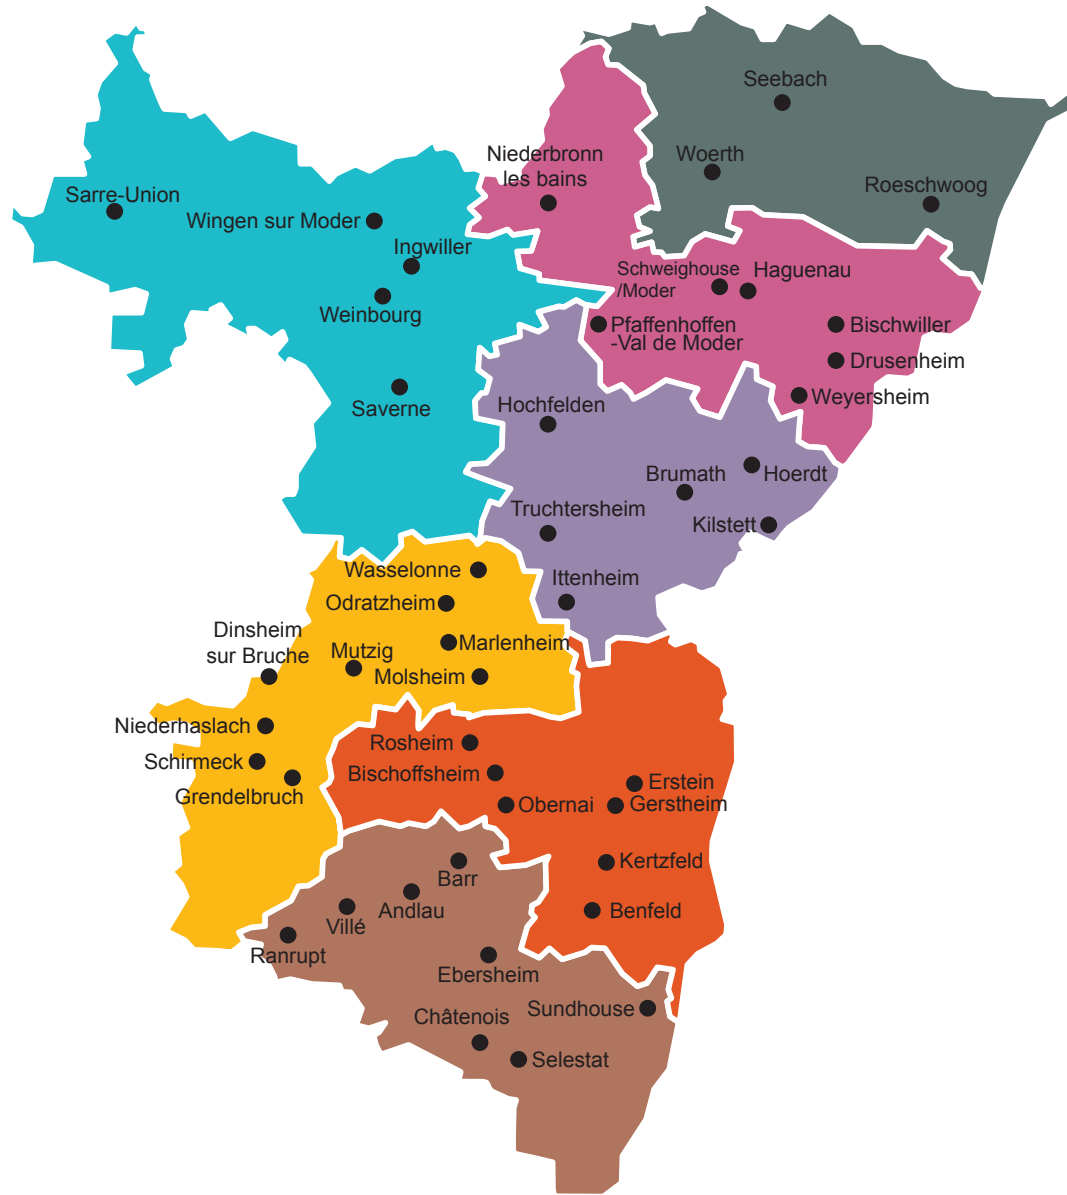 Seebach
Niederbronn
les bains
Woerth
Roeschwoog
Sarre-Union
Wingen sur Moder
Ingwiller
Weinbourg
Saverne
Schweighouse
/Moder
Haguenau
Pfaffenhoffen
-Val de Moder
Bischwiller
Drusenheim
Weyersheim
Hochfelden
Brumath
Hoerdt
Truchtersheim
Kilstett
Ittenheim
Wasselonne
Odratzheim
Dinsheim
sur Bruche
Mutzig
Marlenheim
Molsheim
Niederhaslach
Schirmeck
Grendelbruch
Rosheim
Bischoffsheim
Obernai
Erstein
Gerstheim
Kertzfeld
Benfeld
Barr
Andlau
Villé
Ranrupt
Ebersheim
Sundhouse
Châtenois
Selestat